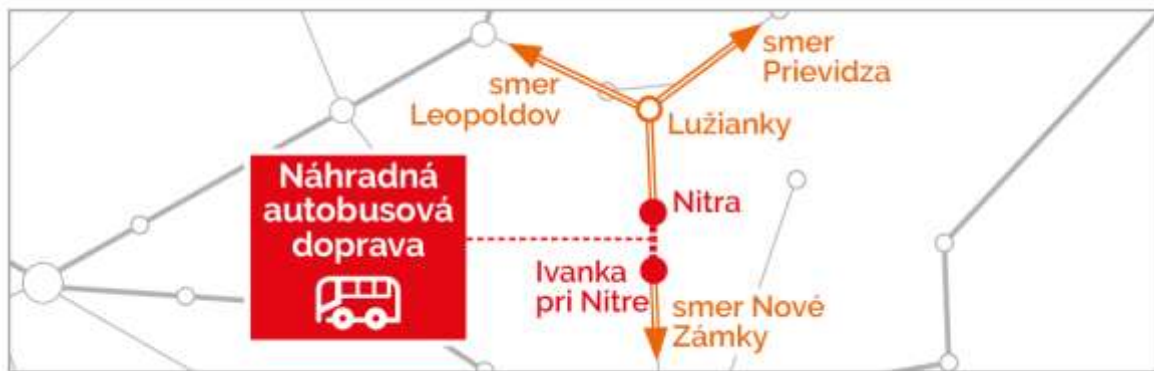 smer
Leopoldov
smer
Prievidza
Lužianky
Náhradná
autobusová
doprava
Nitra
Ivanka
pri Nitre
smer Nové
Zámky